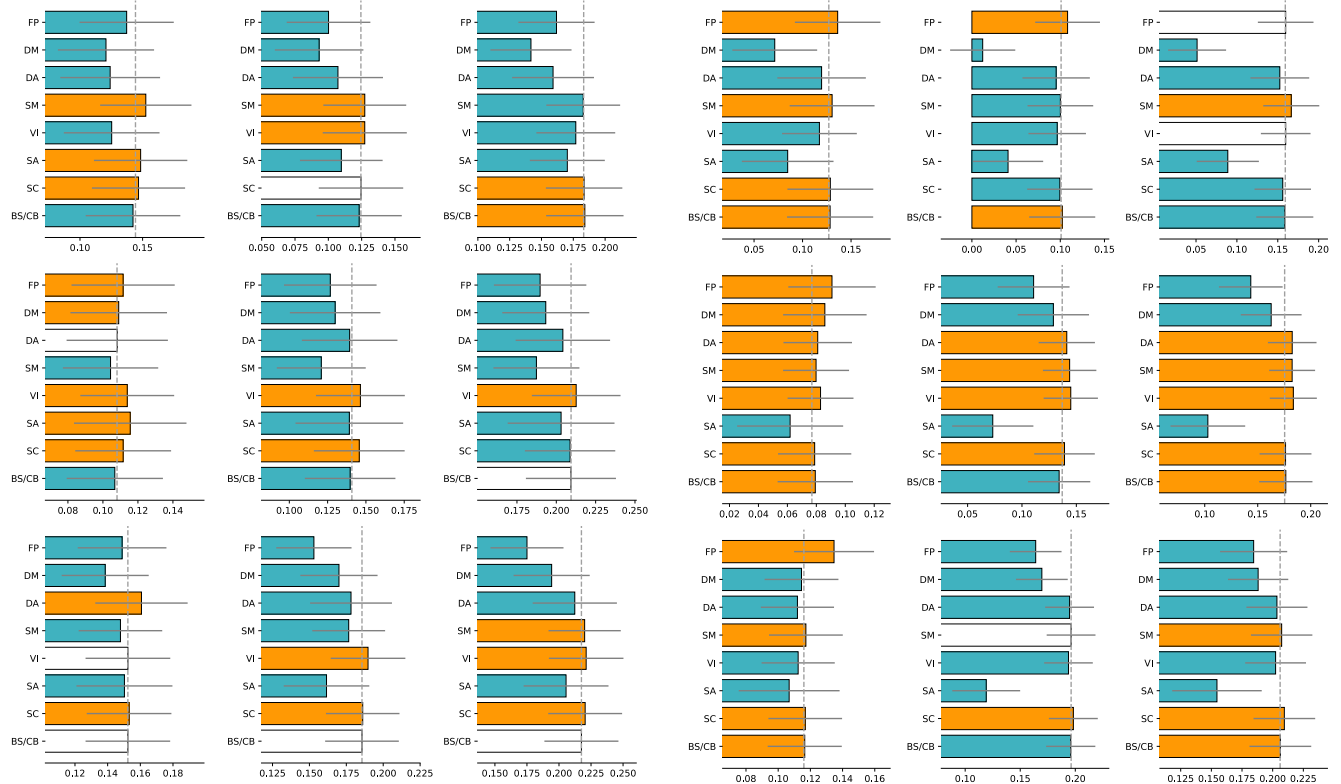 FP
DM
DA
SM
VI
SA
SC
BS/CB
0.10 0.15
FP
DM
DA
SM
VI
SA
SC
BS/CB
0.050 0.075 0.100 0.125 0.150
FP
DM
DA
SM
VI
SA
SC
BS/CB
0.100 0.125 0.150 0.175 0.200
FP
DM
DA
SM
VI
SA
SC
BS/CB
0.05 0.10 0.15
FP
DM
DA
SM
VI
SA
SC
BS/CB
0.00 0.05 0.10 0.15
FP
DM
DA
SM
VI
SA
SC
BS/CB
0.05 0.10 0.15 0.20
FP
DM
DA
SM
VI
SA
SC
BS/CB
0.08 0.10 0.12 0.14
FP
DM
DA
SM
VI
SA
SC
BS/CB
0.100 0.125 0.150 0.175
FP
DM
DA
SM
VI
SA
SC
BS/CB
0.175 0.200 0.225 0.250
FP
DM
DA
SM
VI
SA
SC
BS/CB
0.02 0.04 0.06 0.08 0.10 0.12
FP
DM
DA
SM
VI
SA
SC
BS/CB
0.05 0.10 0.15
FP
DM
DA
SM
VI
SA
SC
BS/CB
0.10 0.15 0.20
FP
DM
DA
SM
VI
SA
SC
BS/CB
0.12 0.14 0.16 0.18
FP
DM
DA
SM
VI
SA
SC
BS/CB
0.125 0.150 0.175 0.200 0.225
FP
DM
DA
SM
VI
SA
SC
BS/CB
0.150 0.175 0.200 0.225 0.250
FP
DM
DA
SM
VI
SA
SC
BS/CB
0.08 0.10 0.12 0.14 0.16
FP
DM
DA
SM
VI
SA
SC
BS/CB
0.10 0.15 0.20
FP
DM
DA
SM
VI
SA
SC
BS/CB
0.125 0.150 0.175 0.200 0.225